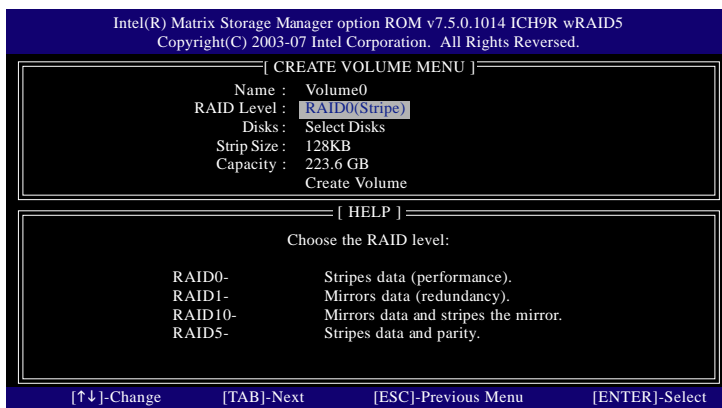 Intel(R) Matrix Storage Manager option ROM v7.5.0.1014 ICH9R wRAID5
Copyright(C) 2003-07 Intel Corporation. All Rights Reversed.
[ CREATE VOLUME MENU ]
Name : Volume0
RAID Level : RAID0(Stripe)
Disks : Select Disks
Strip Size : 128KB
Capacity : 223.6 GB
Create Volume
[ HELP ]
Choose the RAID level:
RAID0- Stripes data (performance).
RAID1- Mirrors data (redundancy).
RAID10- Mirrors data and stripes the mirror.
RAID5- Stripes data and parity.
[↑↓]-Change [TAB]-Next [ESC]-Previous Menu [ENTER]-Select